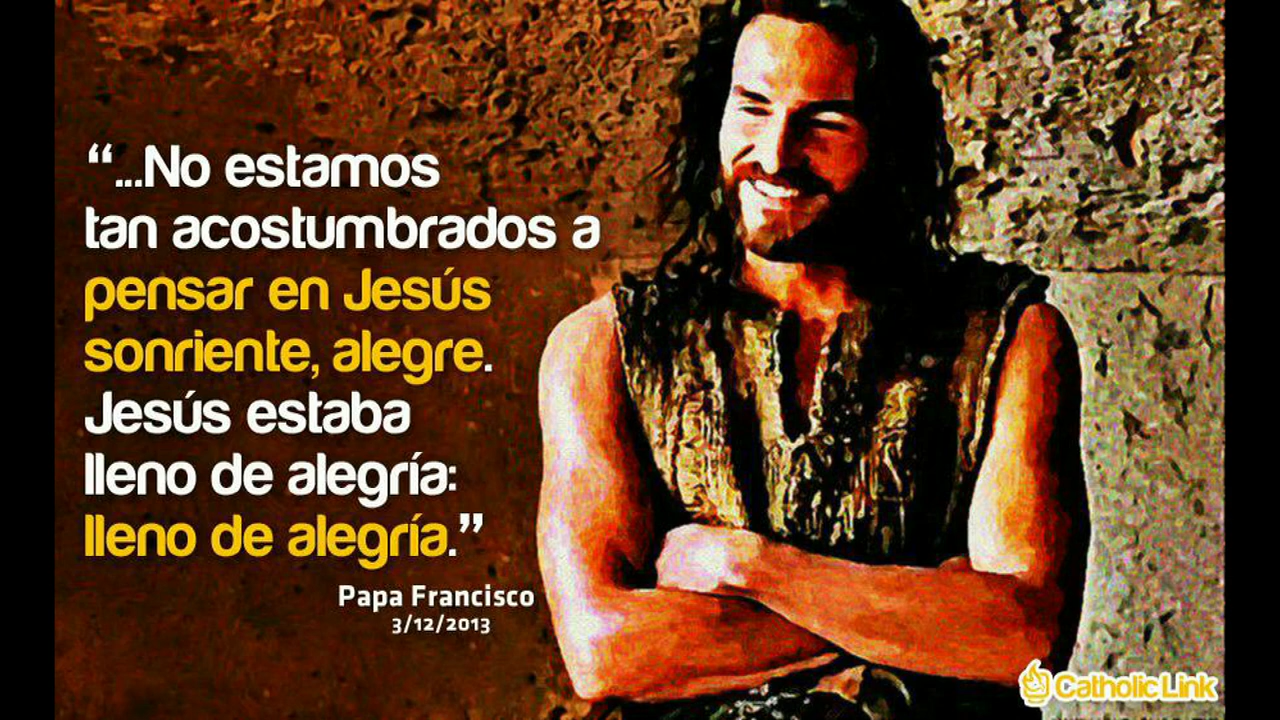 “...No estamos
tan acostumbrados a
pensar en Jesús
sonriente, alegre.
Jesús estaba
lleno de alegría:
lleno de alegría.”
Papa Francisco
3/12/2013
CatholicLink